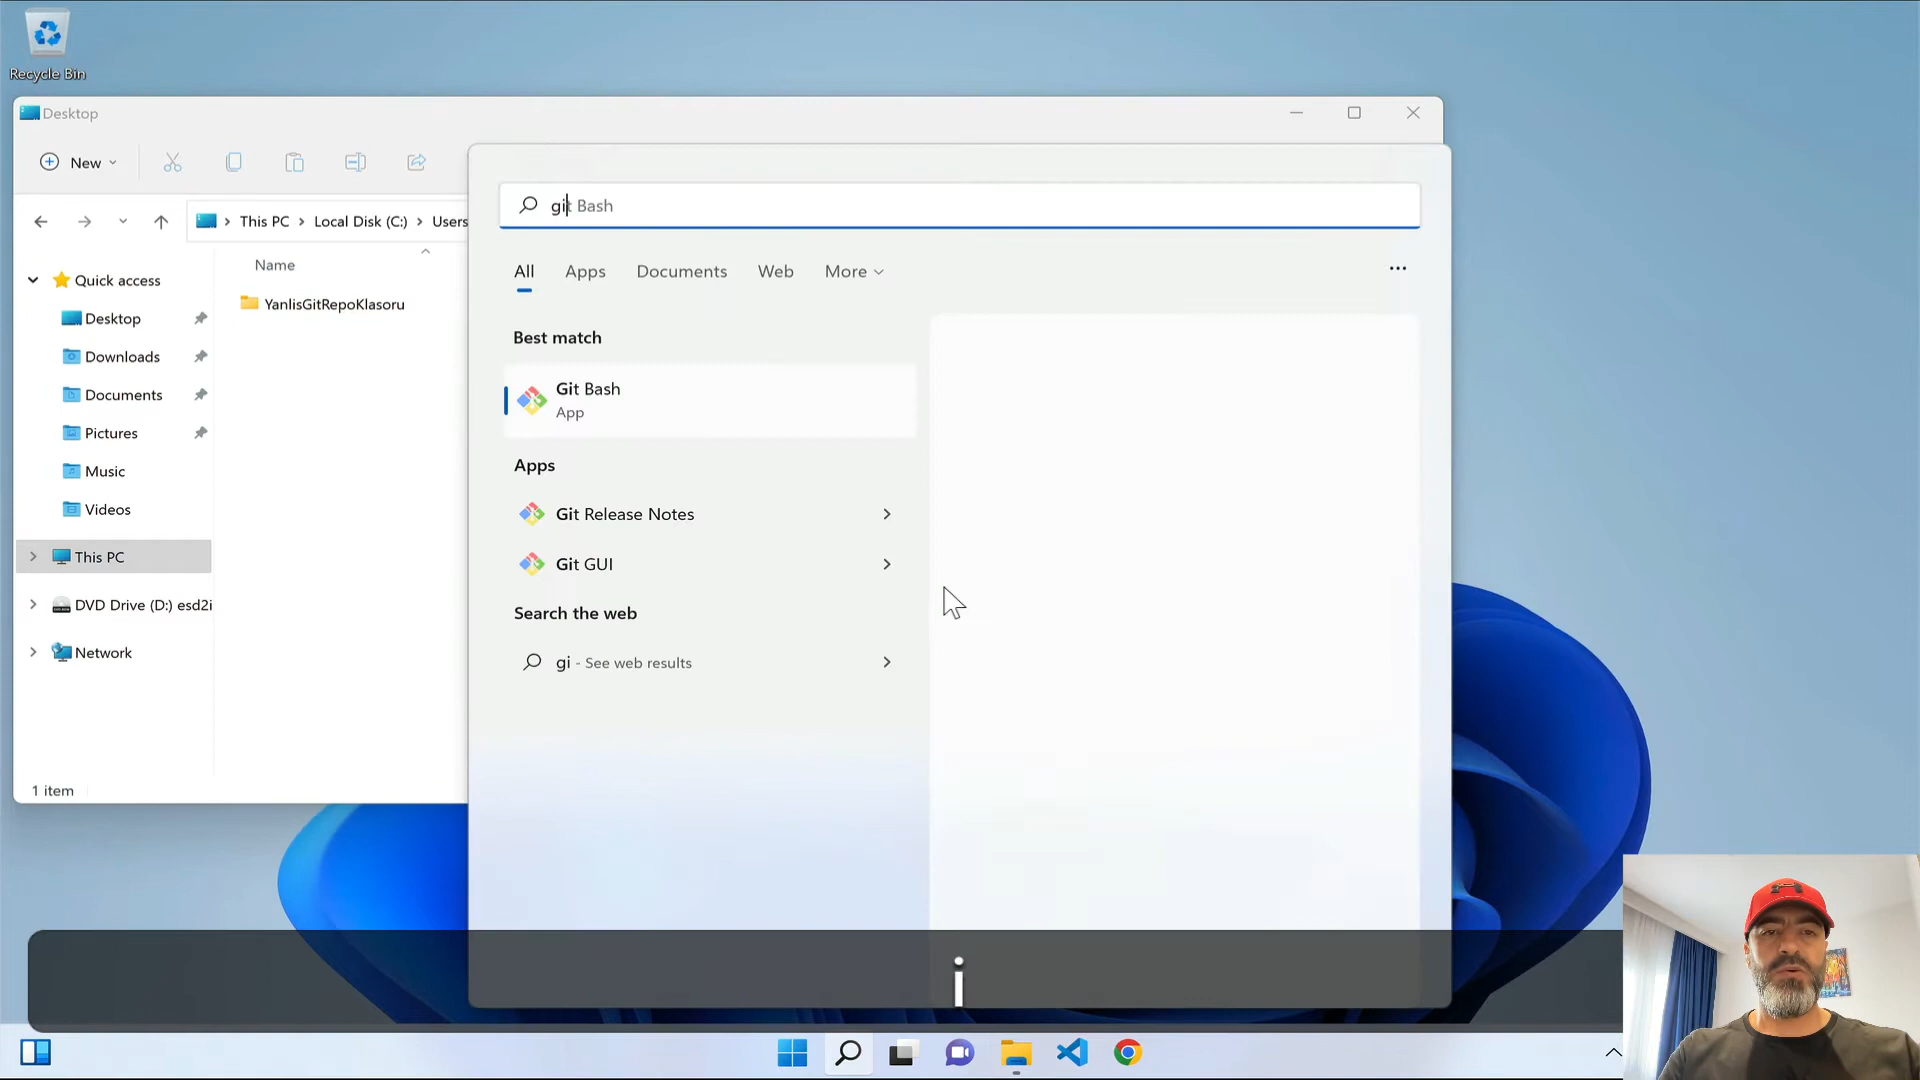 Recycle Bin
Desktop
New
This PC > Local Disk (C:) > Users
Name
Quick access
YanlisGitRepoKlasoru
Desktop
Downloads
Documents
Pictures
Music
Videos
This PC
DVD Drive (D:) esd2i
Network
1 item
git Bash
All Apps Documents Web More
Best match
Git Bash
App
Apps
Git Release Notes
Git GUI
Search the web
gi - See web results
i